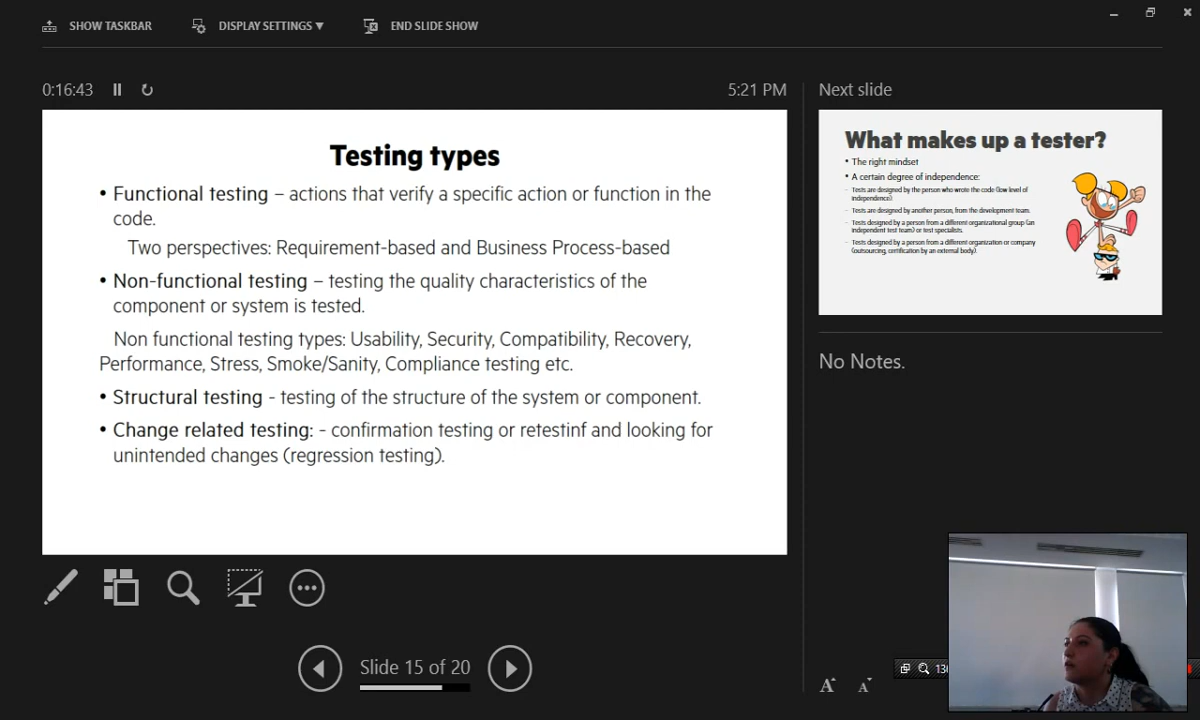 SHOW TASKBAR DISPLAY SETTINGS ▼ END SLIDE SHOW
0:16:43
5:21 PM
Testing types
• Functional testing – actions that verify a specific action or function in the
code.
Two perspectives: Requirement-based and Business Process-based
• Non-functional testing – testing the quality characteristics of the
component or system is tested.
Non functional testing types: Usability, Security, Compatibility, Recovery,
Performance, Stress, Smoke/Sanity, Compliance testing etc.
• Structural testing - testing of the structure of the system or component.
• Change related testing: - confirmation testing or retestinf and looking for
unintended changes (regression testing).
Slide 15 of 20
Next slide
What makes up a tester?
• The right mindset
• A certain degree of independence:
– Tests are designed by the person who wrote the code (low level of
independence).
– Tests are designed by another person, from the development team.
– Tests designed by a person from a different organizational group (an
independent test team) or test specialists.
– Tests designed by a person from a different organization or company
(outsourcing, certification by an external body).
No Notes.
A A